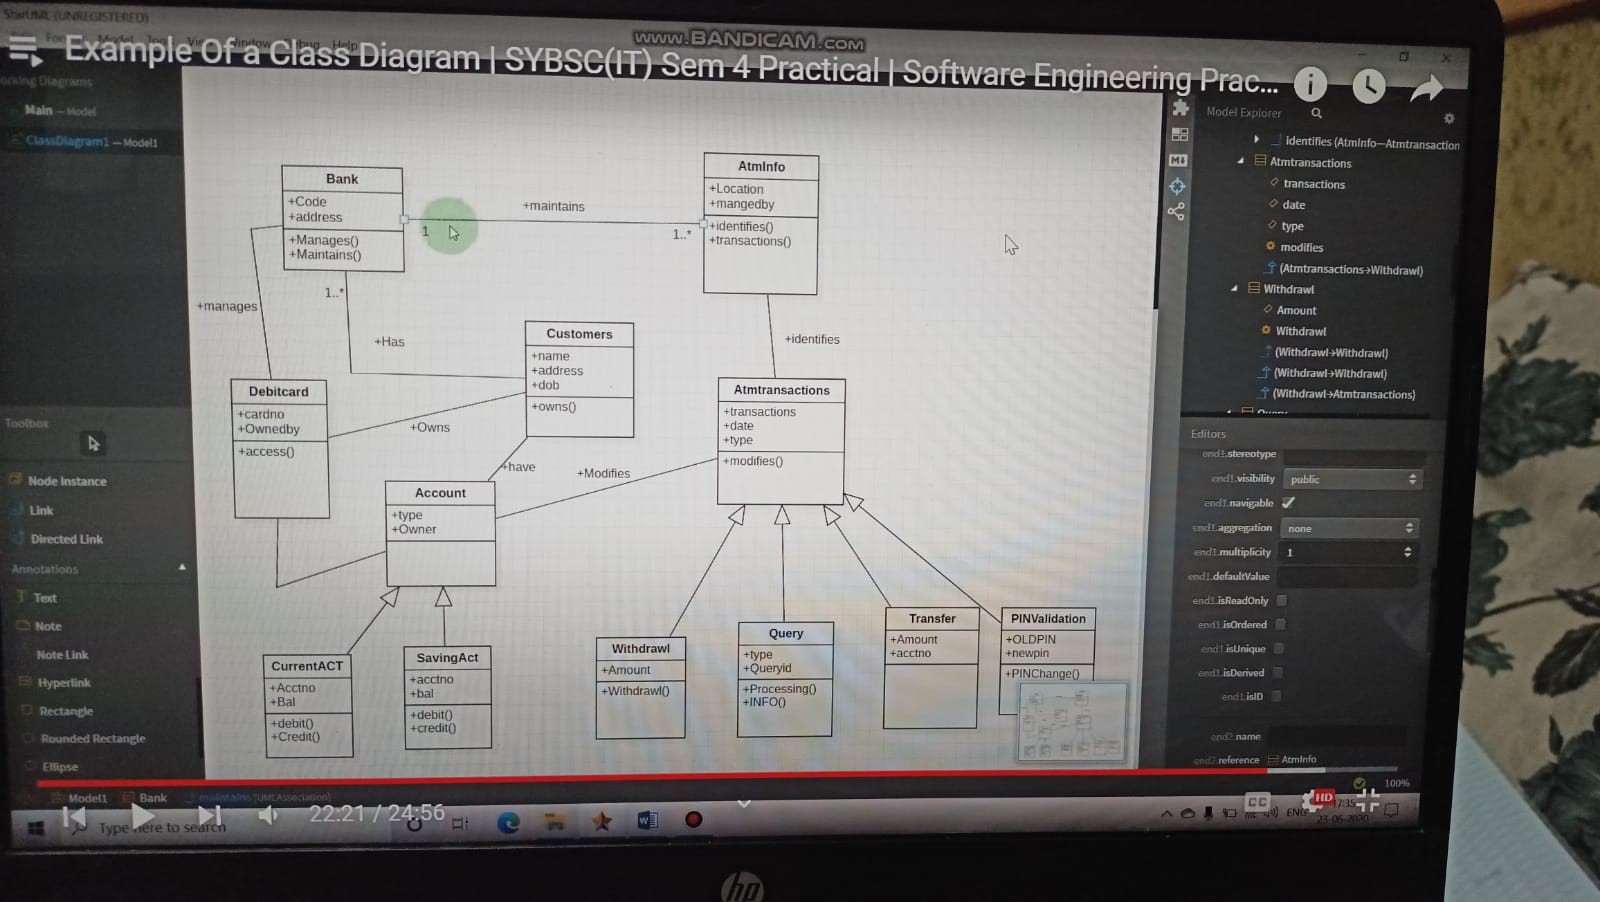 StarUML (UNREGISTERED)
www.BANDICAM.com
Example Of a Class Diagram | SYBSC(IT) Sem 4 Practical | Software Engineering Prac...
Main — Model
ClassDiagram1 — Model1
Toolbox
Node Instance
Link
Directed Link
Annotations
Text
Note
Note Link
Hyperlink
Rectangle
Rounded Rectangle
Ellipse
Bank
+Code
+address
+Manages()
+Maintains()
1
+maintains
1..*
AtmInfo
+Location
+mangedby
+identifies()
+transactions()
+manages
1..*
+Has
Customers
+name
+address
+dob
+owns()
+identifies
Debitcard
+cardno
+Ownedby
+access()
+Owns
+have
+Modifies
Atmtransactions
+transactions
+date
+type
+modifies()
Account
+type
+Owner
CurrentACT
+Acctno
+Bal
+debit()
+Credit()
SavingAct
+acctno
+bal
+debit()
+credit()
Withdrawl
+Amount
+Withdrawl()
Query
+type
+Queryid
+Processing()
+INFO()
Transfer
+Amount
+acctno
PINValidation
+OLDPIN
+newpin
+PINChange()
Model Explorer
identifies (AtmInfo—Atmtransaction
Atmtransactions
transactions
date
type
modifies
(Atmtransactions→Withdrawl)
Withdrawl
Amount
Withdrawl
(Withdrawl→Withdrawl)
(Withdrawl→Withdrawl)
(Withdrawl→Atmtransactions)
Editors
end1.stereotype
end1.visibility public
end1.navigable
end1.aggregation none
end1.multiplicity 1
end1.defaultValue
end1.isReadOnly
end1.isOrdered
end1.isUnique
end1.isDerived
end1.isID
end2.name
end2.reference AtmInfo
100%
Model1 Bank maintains (UMLAssociation)
22:21 / 24:56
CC
HD
Type here to search
ENG
17:35
23-06-2020
hp